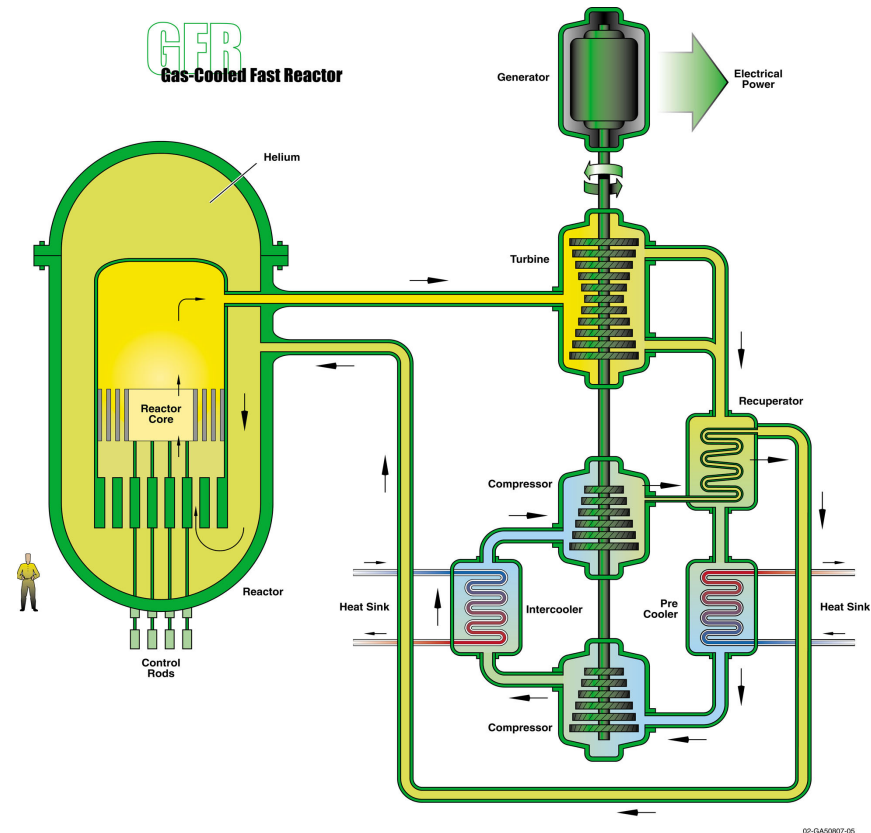 GFR
Gas-Cooled Fast Reactor
Generator
Electrical
Power
Helium
Turbine
Recuperator
Reactor
Core
Compressor
Reactor
Heat Sink
Intercooler
Pre
Cooler
Heat Sink
Control
Rods
Compressor
02-GA50807-05